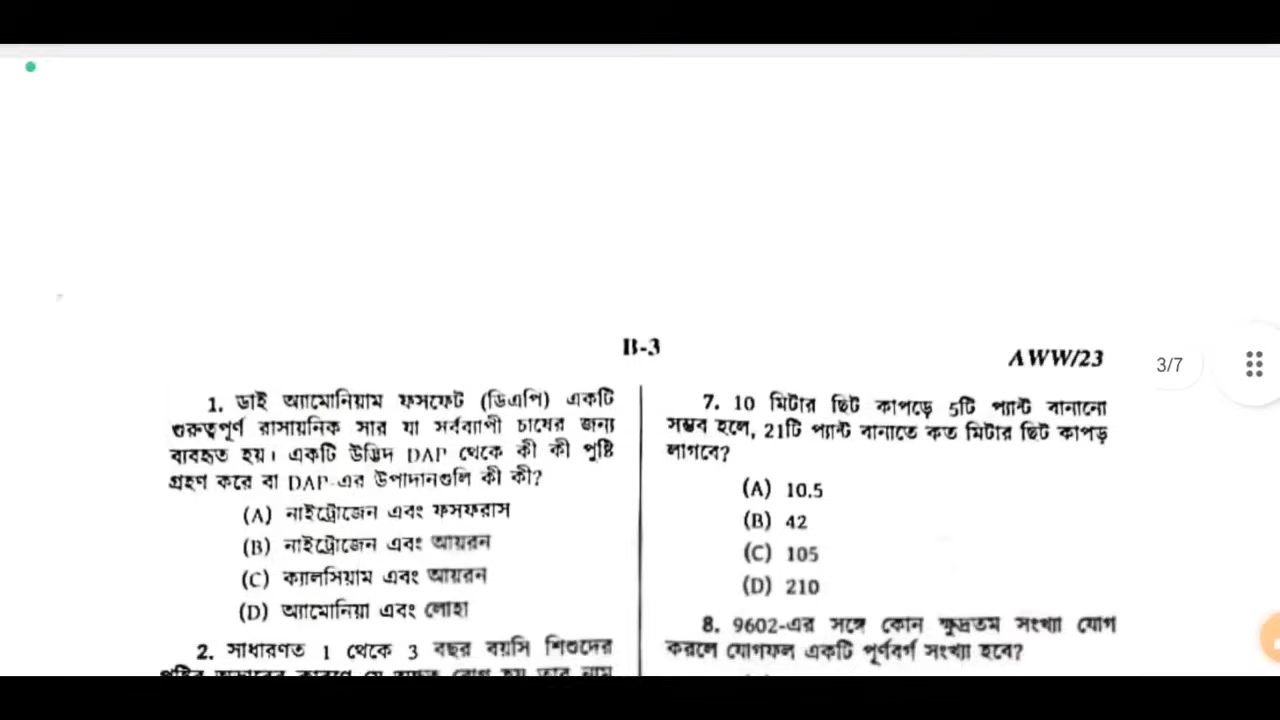 B-3
AWW/23
3/7
1. ডাই অ্যামোনিয়াম ফসফেট (ডিএপি) একটি
গুরুত্বপূর্ণ রাসায়নিক সার যা সর্বব্যাপী চাষের জন্য
ব্যবহৃত হয়। একটি উদ্ভিদ DAP থেকে কী কী পুষ্টি
গ্রহণ করে বা DAP-এর উপাদানগুলি কী কী?
(A) নাইট্রোজেন এবং ফসফরাস
(B) নাইট্রোজেন এবং আয়রন
(C) ক্যালসিয়াম এবং আয়রন
(D) অ্যামোনিয়া এবং লোহা
2. সাধারণত 1 থেকে 3 বছর বয়সি শিশুদের
7. 10 মিটার ছিট কাপড়ে 5টি প্যান্ট বানানো
সম্ভব হলে, 21টি প্যান্ট বানাতে কত মিটার ছিট কাপড়
লাগবে?
(A) 10.5
(B) 42
(C) 105
(D) 210
8. 9602-এর সঙ্গে কোন ক্ষুদ্রতম সংখ্যা যোগ
করলে যোগফল একটি পূর্ণবর্গ সংখ্যা হবে?